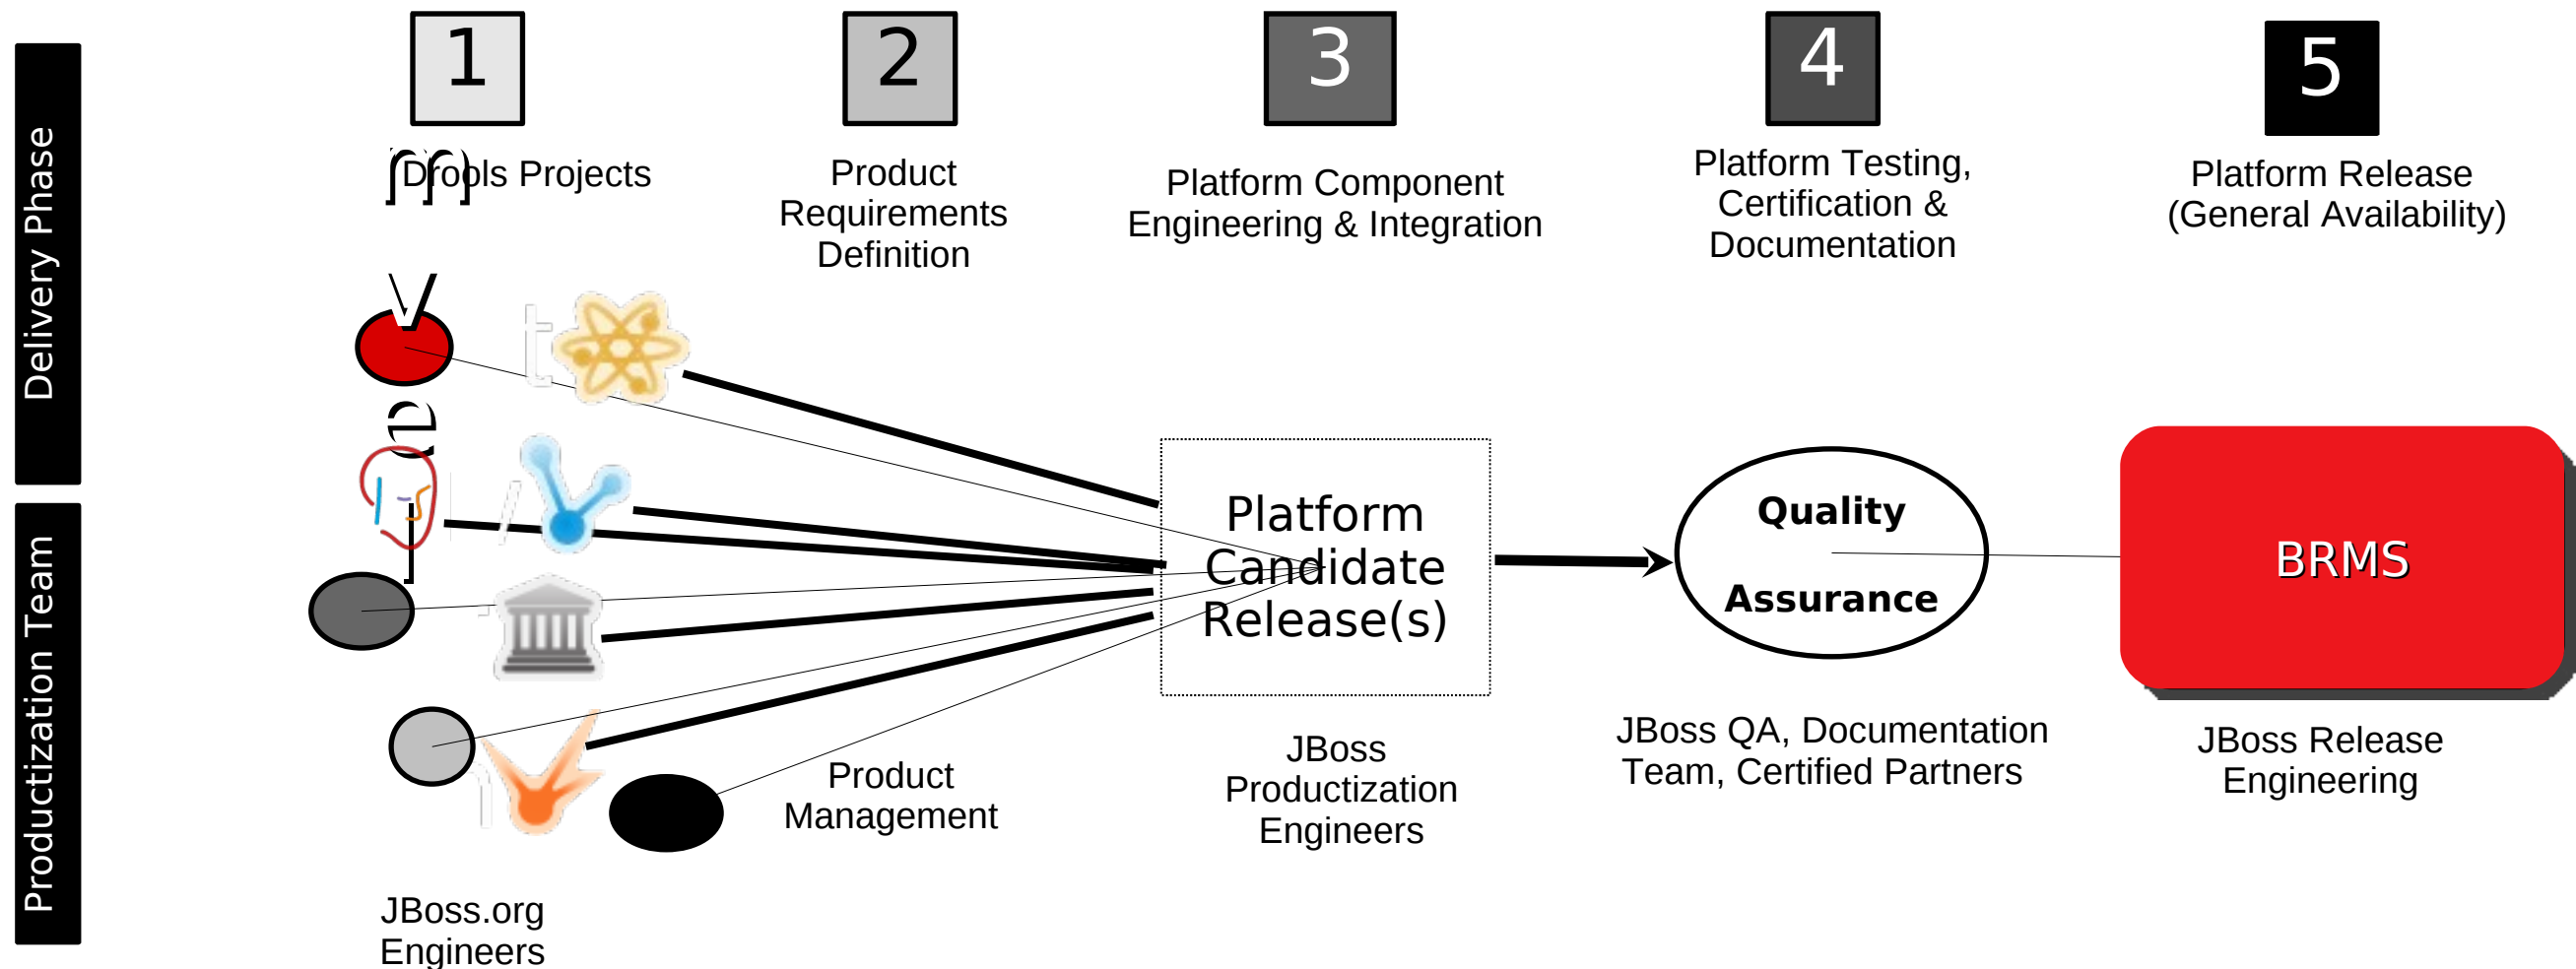 1
2
3
4
5
Delivery Phase
Drools Projects
Product
Requirements
Definition
Platform Component
Engineering & Integration
Platform Testing,
Certification &
Documentation
Platform Release
(General Availability)
Platform
Candidate
Release(s)
Quality
Assurance
BRMS
Productization Team
JBoss.org
Engineers
Product
Management
JBoss
Productization
Engineers
JBoss QA, Documentation
Team, Certified Partners
JBoss Release
Engineering